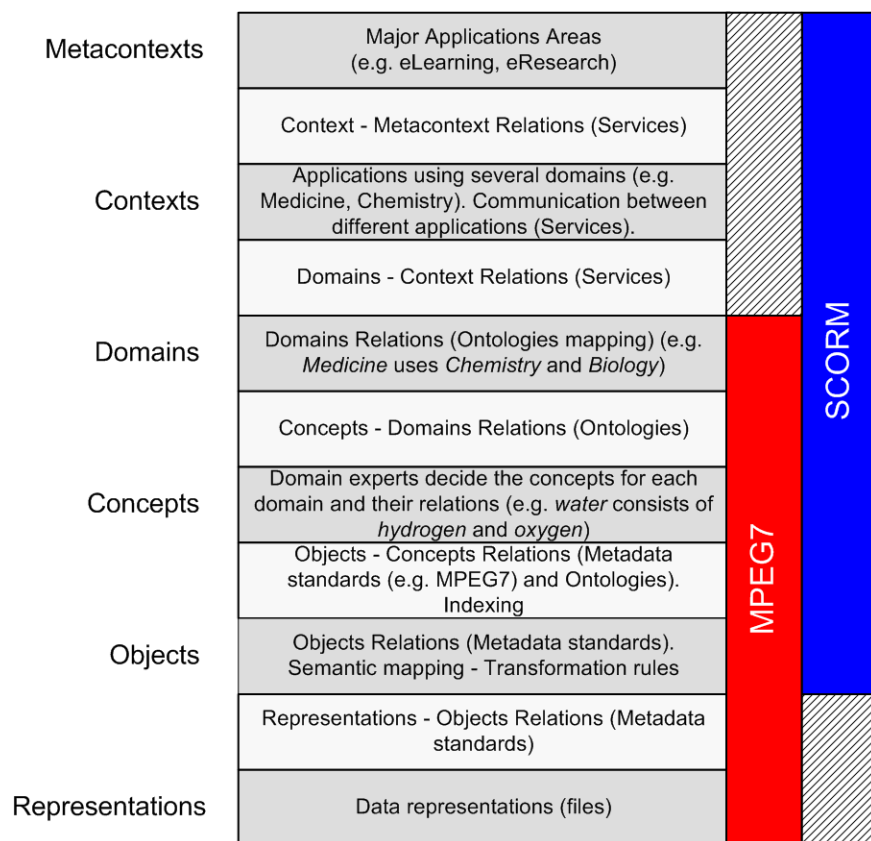 Metacontexts
Major Applications Areas
(e.g. eLearning, eResearch)
Context - Metacontext Relations (Services)
Contexts
Applications using several domains (e.g.
Medicine, Chemistry). Communication between
different applications (Services).
Domains - Context Relations (Services)
Domains
Domains Relations (Ontologies mapping) (e.g.
Medicine uses Chemistry and Biology)
Concepts - Domains Relations (Ontologies)
Concepts
Domain experts decide the concepts for each
domain and their relations (e.g. water consists of
hydrogen and oxygen)
Objects - Concepts Relations (Metadata
standards (e.g. MPEG7) and Ontologies).
Indexing
Objects
Objects Relations (Metadata standards).
Semantic mapping - Transformation rules
Representations - Objects Relations (Metadata
standards)
Representations
Data representations (files)
MPEG7
SCORM